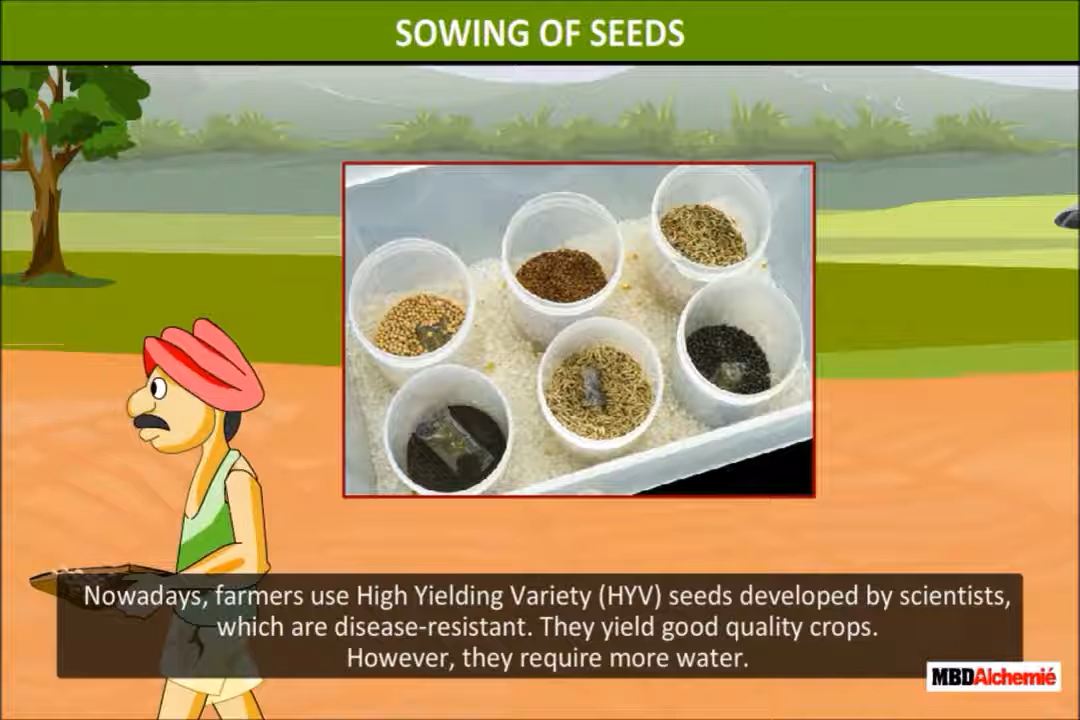 SOWING OF SEEDS
Nowadays, farmers use High Yielding Variety (HYV) seeds developed by scientists,
which are disease-resistant. They yield good quality crops.
However, they require more water.
MBDAlchemié